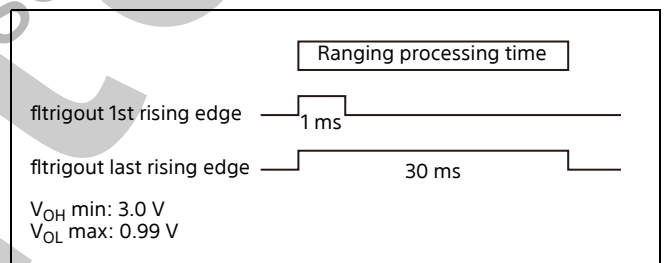 Ranging processing time
fltrigout 1st rising edge
1 ms
fltrigout last rising edge
30 ms
VOH min: 3.0 V
VOL max: 0.99 V